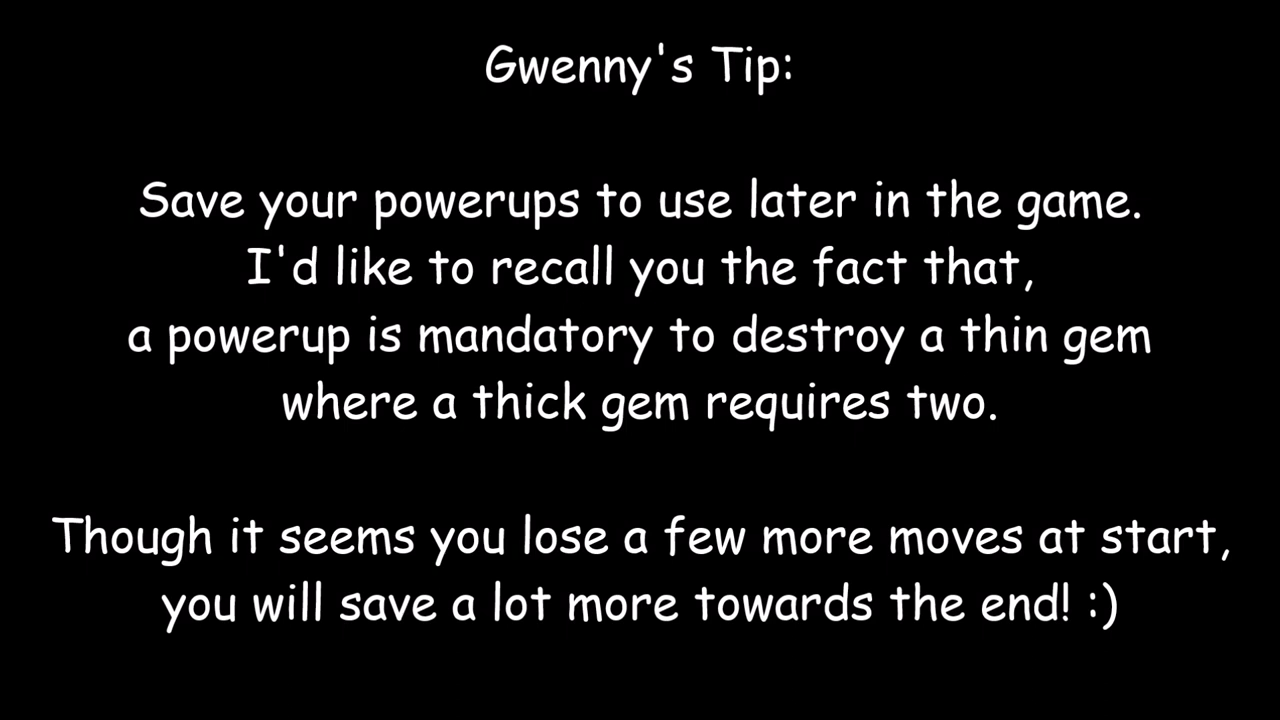 Gwenny's Tip:
Save your powerups to use later in the game.
I'd like to recall you the fact that,
a powerup is mandatory to destroy a thin gem
where a thick gem requires two.
Though it seems you lose a few more moves at start,
you will save a lot more towards the end! :)